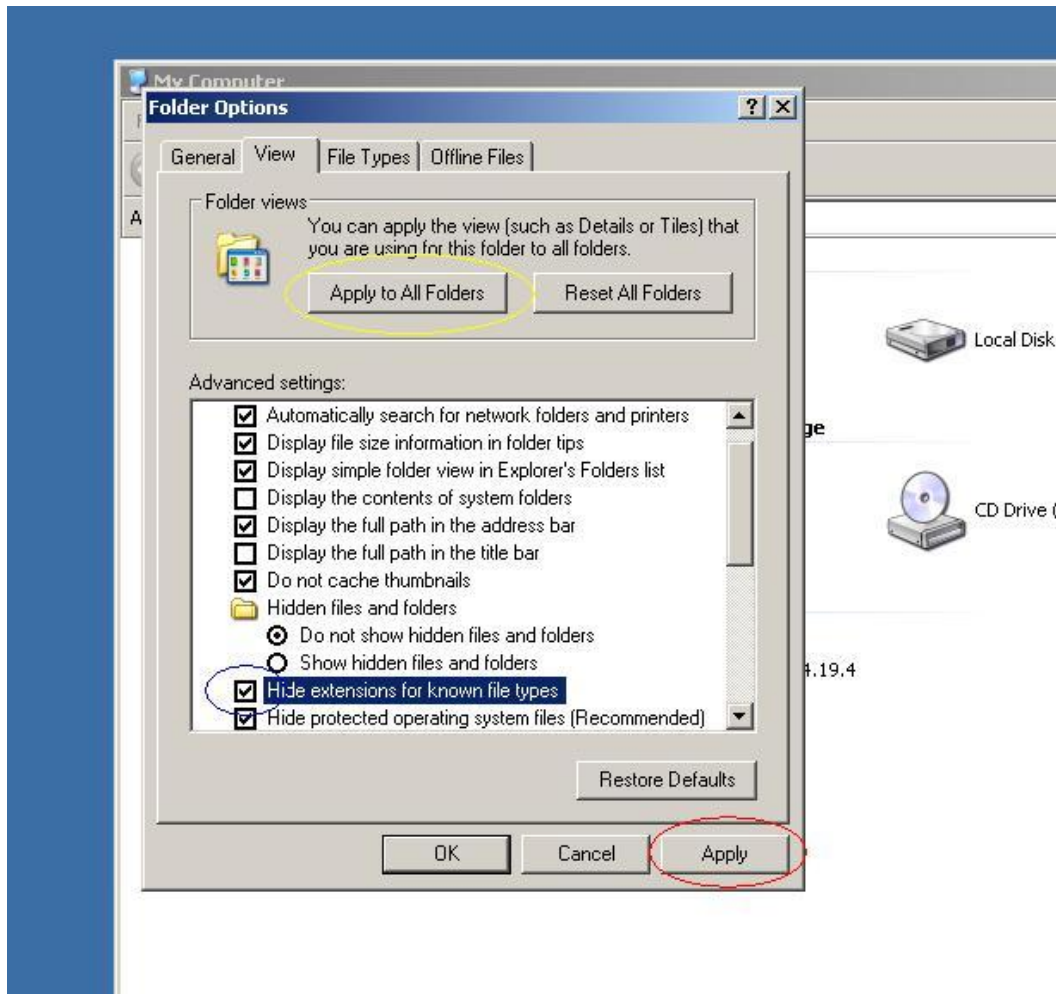 My Computer
Folder Options
General View File Types Offline Files
A
Folder views
You can apply the view (such as Details or Tiles) that
you are using for this folder to all folders.
Apply to All Folders Reset All Folders
Local Disk
Advanced settings:
Automatically search for network folders and printers
ge
Display file size information in folder tips
Display simple folder view in Explorer's Folders list
Display the contents of system folders
CD Drive (
Display the full path in the address bar
Display the full path in the title bar
Do not cache thumbnails
Hidden files and folders
Do not show hidden files and folders
Show hidden files and folders
4.19.4
Hide extensions for known file types
Hide protected operating system files (Recommended)
Restore Defaults
OK Cancel Apply